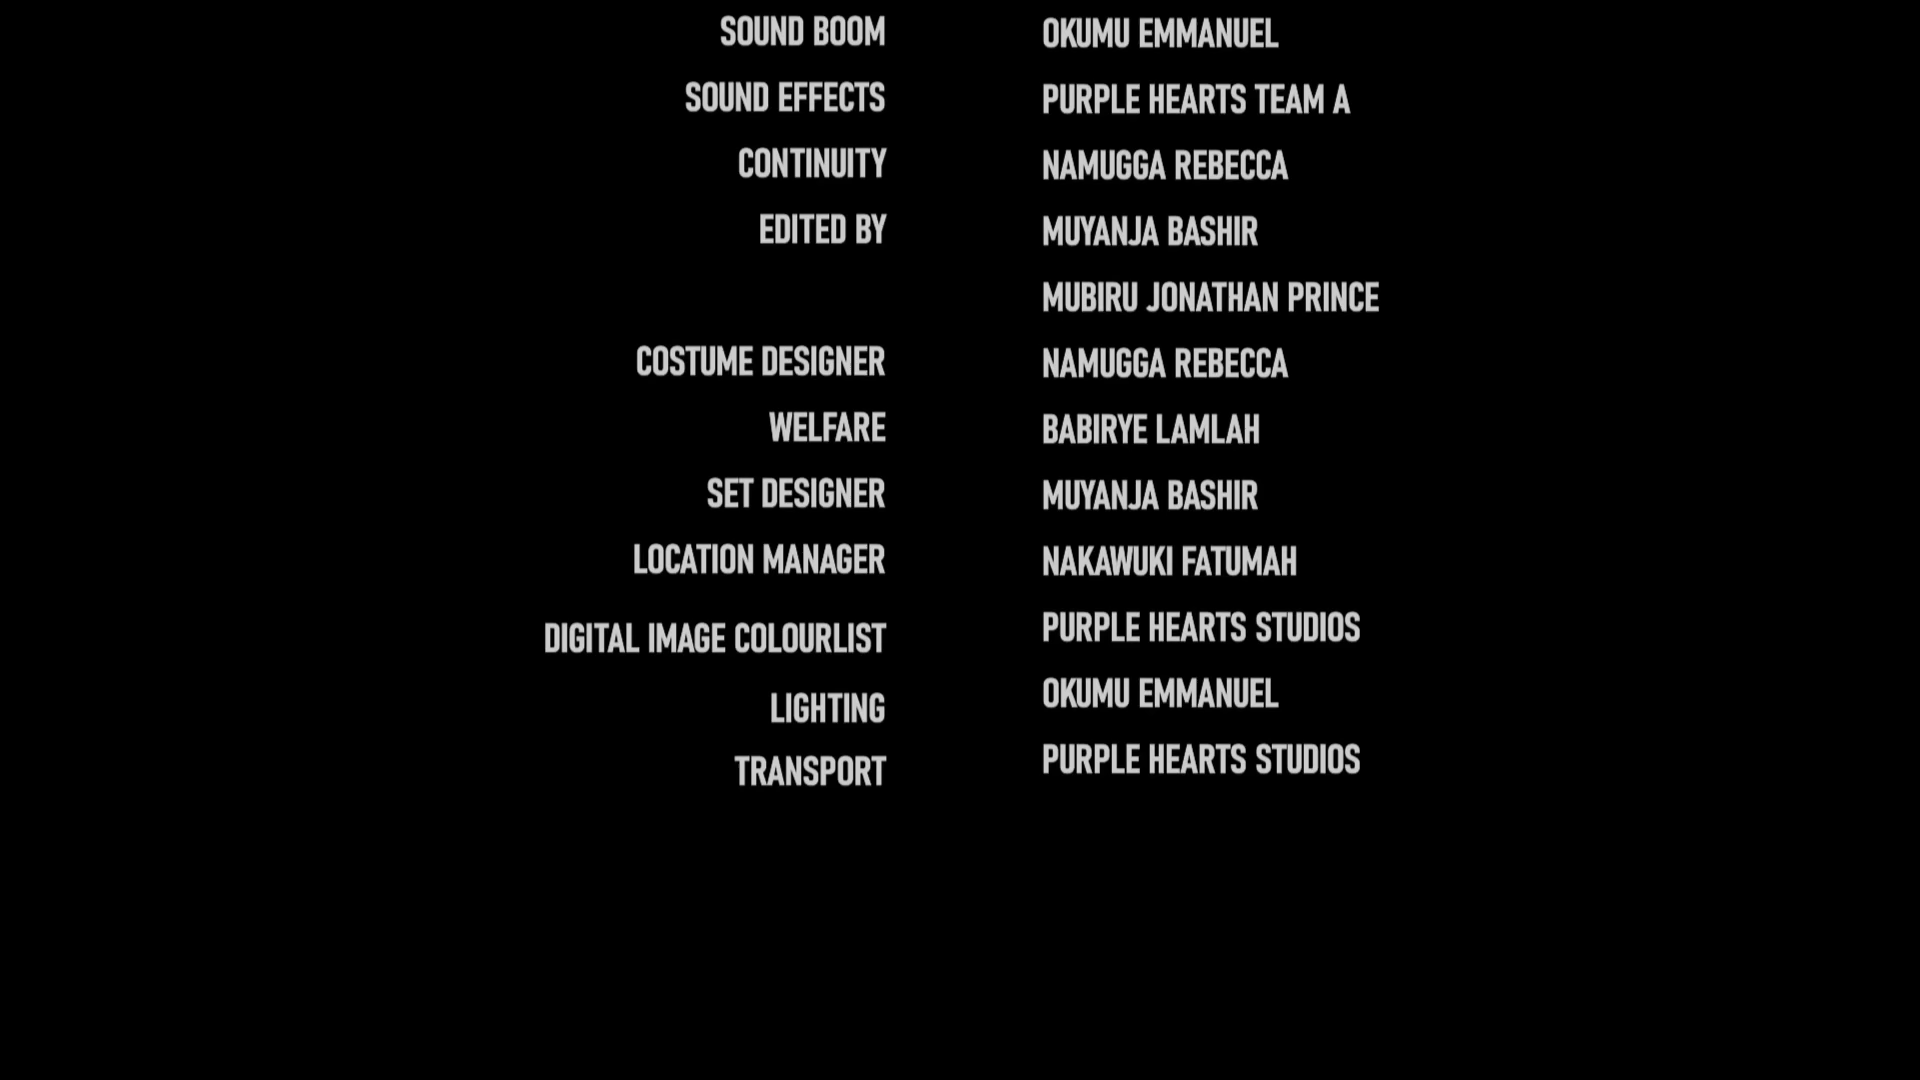 SOUND BOOM OKUMU EMMANUEL
SOUND EFFECTS PURPLE HEARTS TEAM A
CONTINUITY NAMUGGA REBECCA
EDITED BY MUYANJA BASHIR
MUBIRU JONATHAN PRINCE
COSTUME DESIGNER NAMUGGA REBECCA
WELFARE BABIRYE LAMLAH
SET DESIGNER MUYANJA BASHIR
LOCATION MANAGER NAKAWUKI FATUMAH
DIGITAL IMAGE COLOURLIST PURPLE HEARTS STUDIOS
LIGHTING OKUMU EMMANUEL
TRANSPORT PURPLE HEARTS STUDIOS